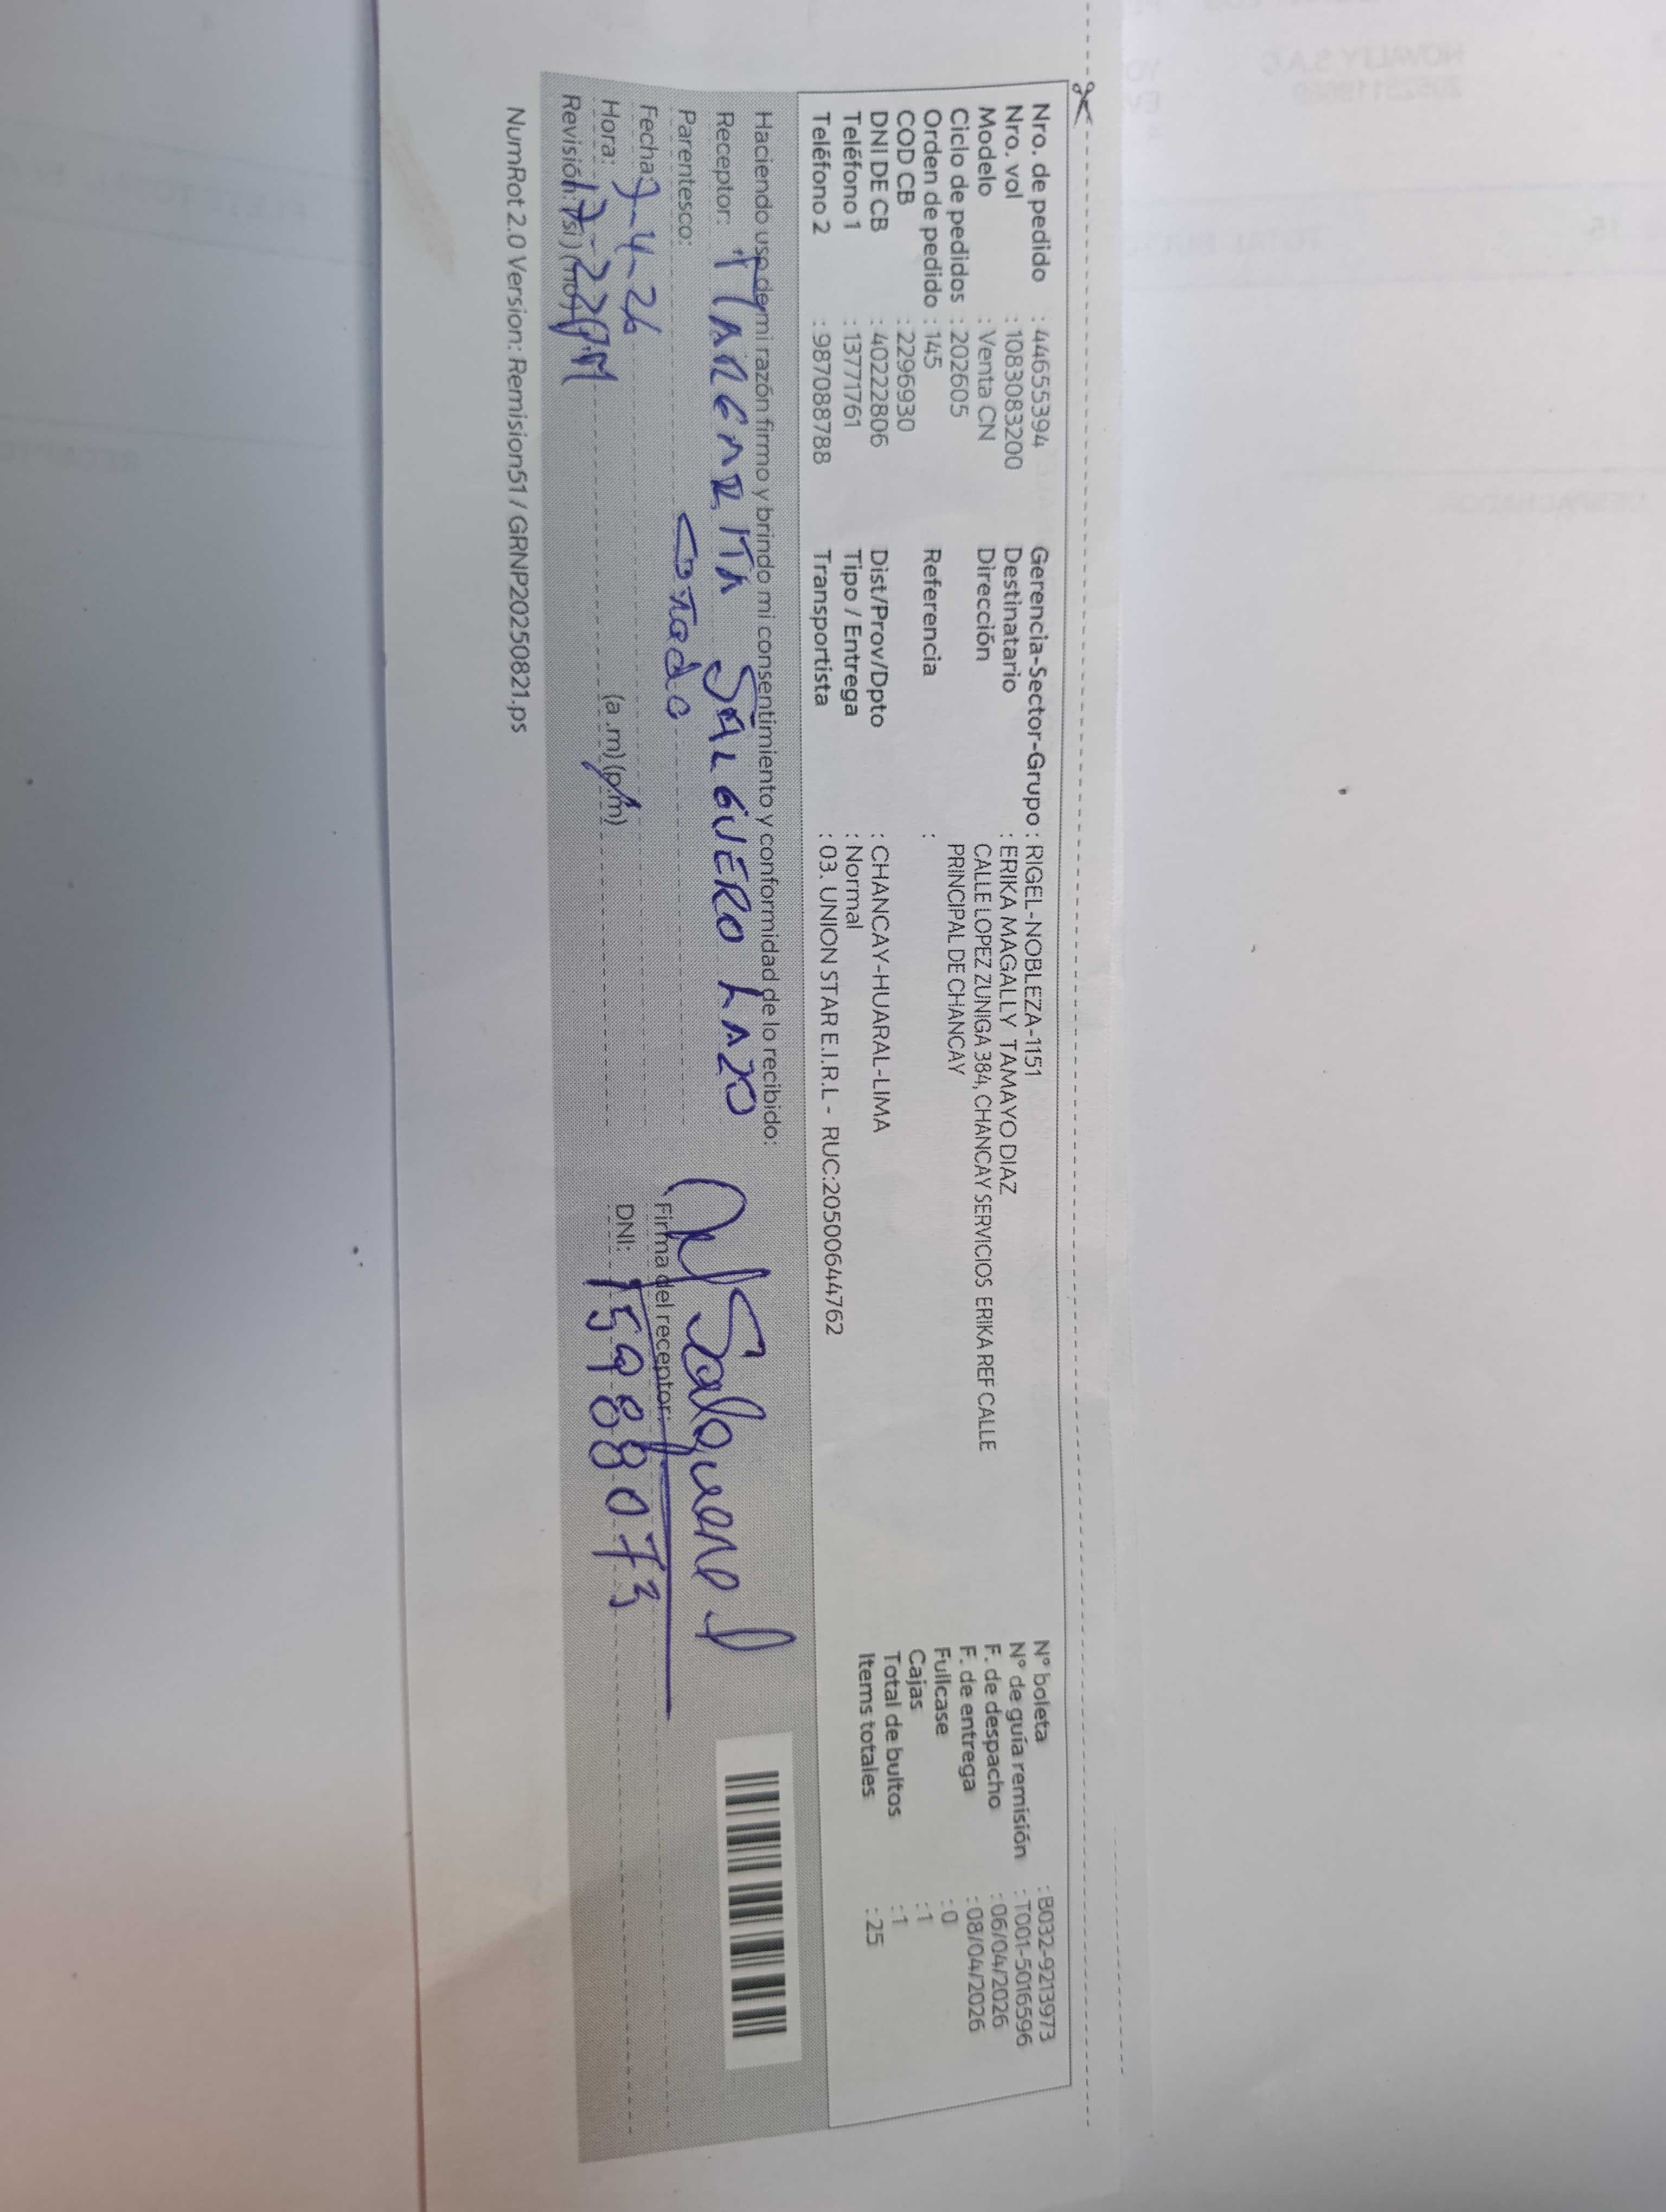 Nro. de pedido : 44655394
Nro. vol : 1083083200
Modelo : Venta CN
Ciclo de pedidos : 202605
Orden de pedido : 145
COD CB : 2296930
DNI DE CB : 40222806
Teléfono 1 : 13771761
Teléfono 2 : 987088788
Gerencia-Sector-Grupo : RIGEL-NOBLEZA-1151
Destinatario : ERIKA MAGALLY TAMAYO DIAZ
Dirección CALLE LOPEZ ZUNIGA 384, CHANCAY SERVICIOS ERIKA REF CALLE
PRINCIPAL DE CHANCAY
Referencia :
Dist/Prov/Dpto : CHANCAY-HUARAL-LIMA
Tipo / Entrega : Normal
Transportista : 03. UNION STAR E.I.R.L - RUC:20500644762
N° boleta : B032-9213973
N° de guía remisión : T001-5016596
F. de despacho : 06/04/2026
F. de entrega : 08/04/2026
Fullcase : 0
Cajas : 1
Total de bultos : 1
Items totales : 25
Haciendo uso de mi razón firmo y brindo mi consentimiento y conformidad de lo recibido:
Receptor: MARGARITA SALGUERO LAZO
Parentesco:
Fecha: 7-4-26
Hora: (a.m) (p.m)
Revisión: (si) (no)
Salguero
Firma del receptor:
DNI: 15988073
NumRot 2.0 Version: Remision51 / GRNP20250821.ps